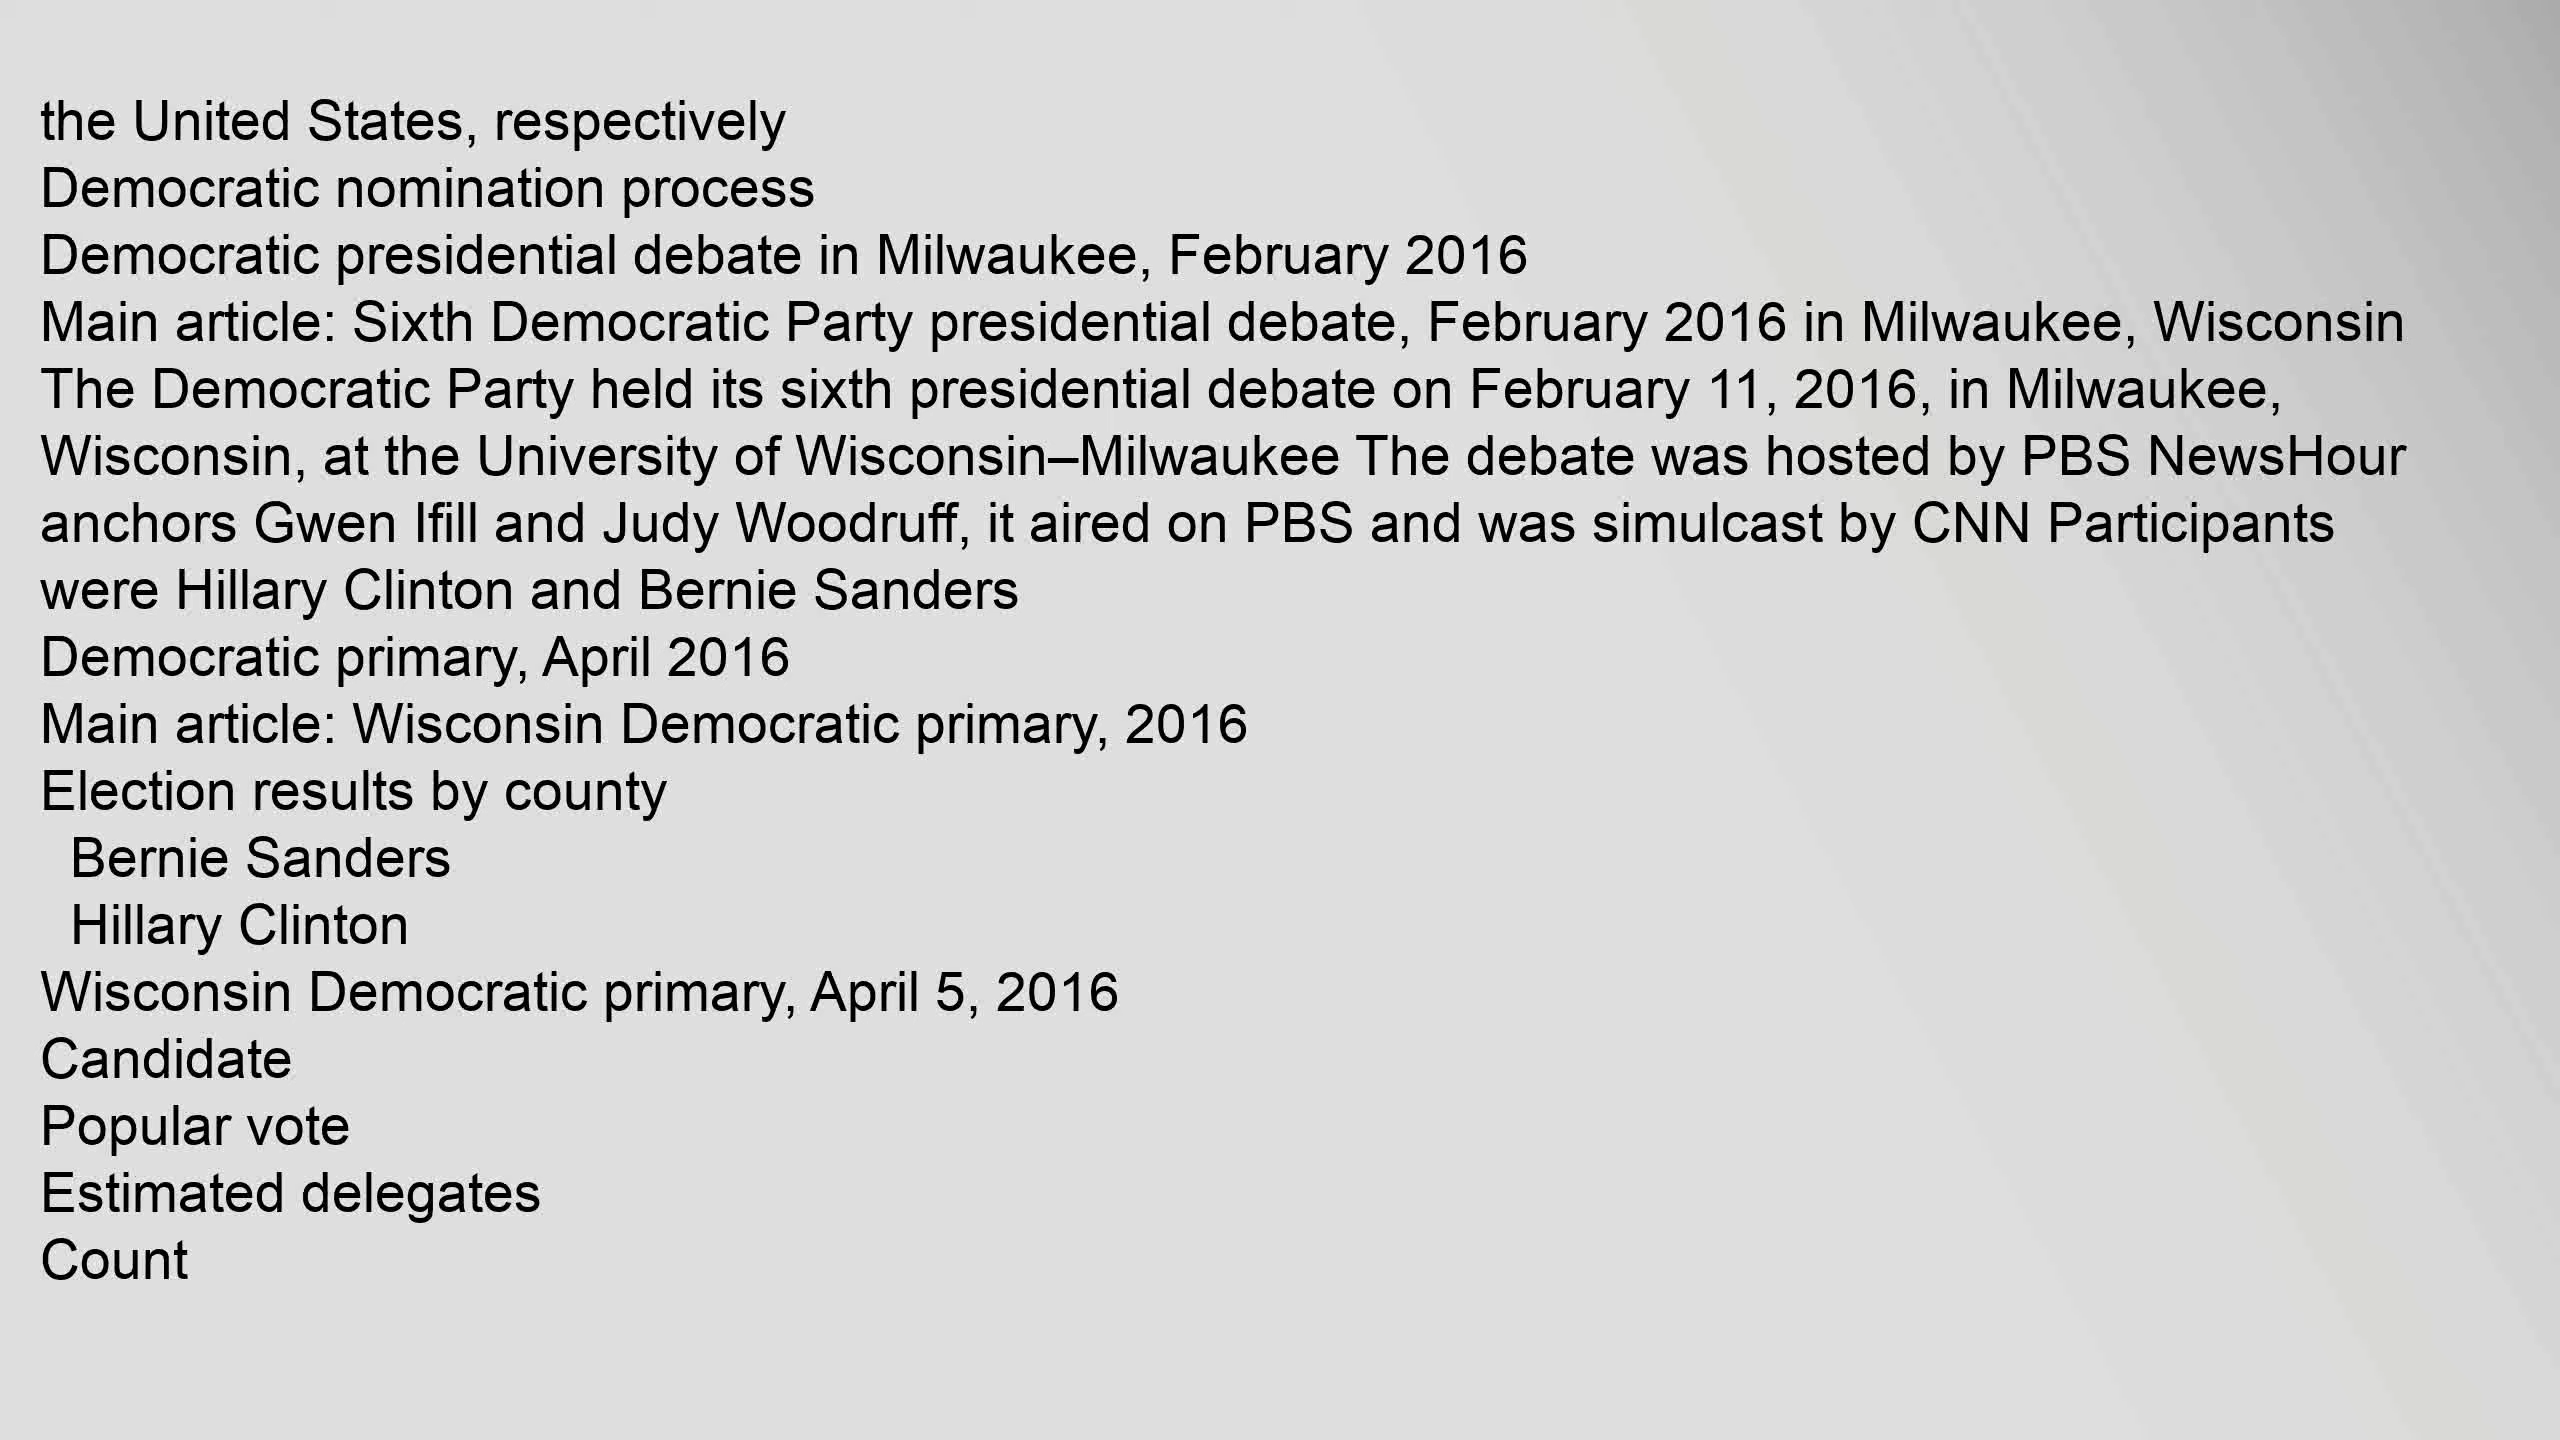 the United States, respectively
Democratic nomination process
Democratic presidential debate in Milwaukee, February 2016
Main article: Sixth Democratic Party presidential debate, February 2016 in Milwaukee, Wisconsin
The Democratic Party held its sixth presidential debate on February 11, 2016, in Milwaukee,
Wisconsin, at the University of Wisconsin–Milwaukee The debate was hosted by PBS NewsHour
anchors Gwen Ifill and Judy Woodruff, it aired on PBS and was simulcast by CNN Participants
were Hillary Clinton and Bernie Sanders
Democratic primary, April 2016
Main article: Wisconsin Democratic primary, 2016
Election results by county
Bernie Sanders
Hillary Clinton
Wisconsin Democratic primary, April 5, 2016
Candidate
Popular vote
Estimated delegates
Count